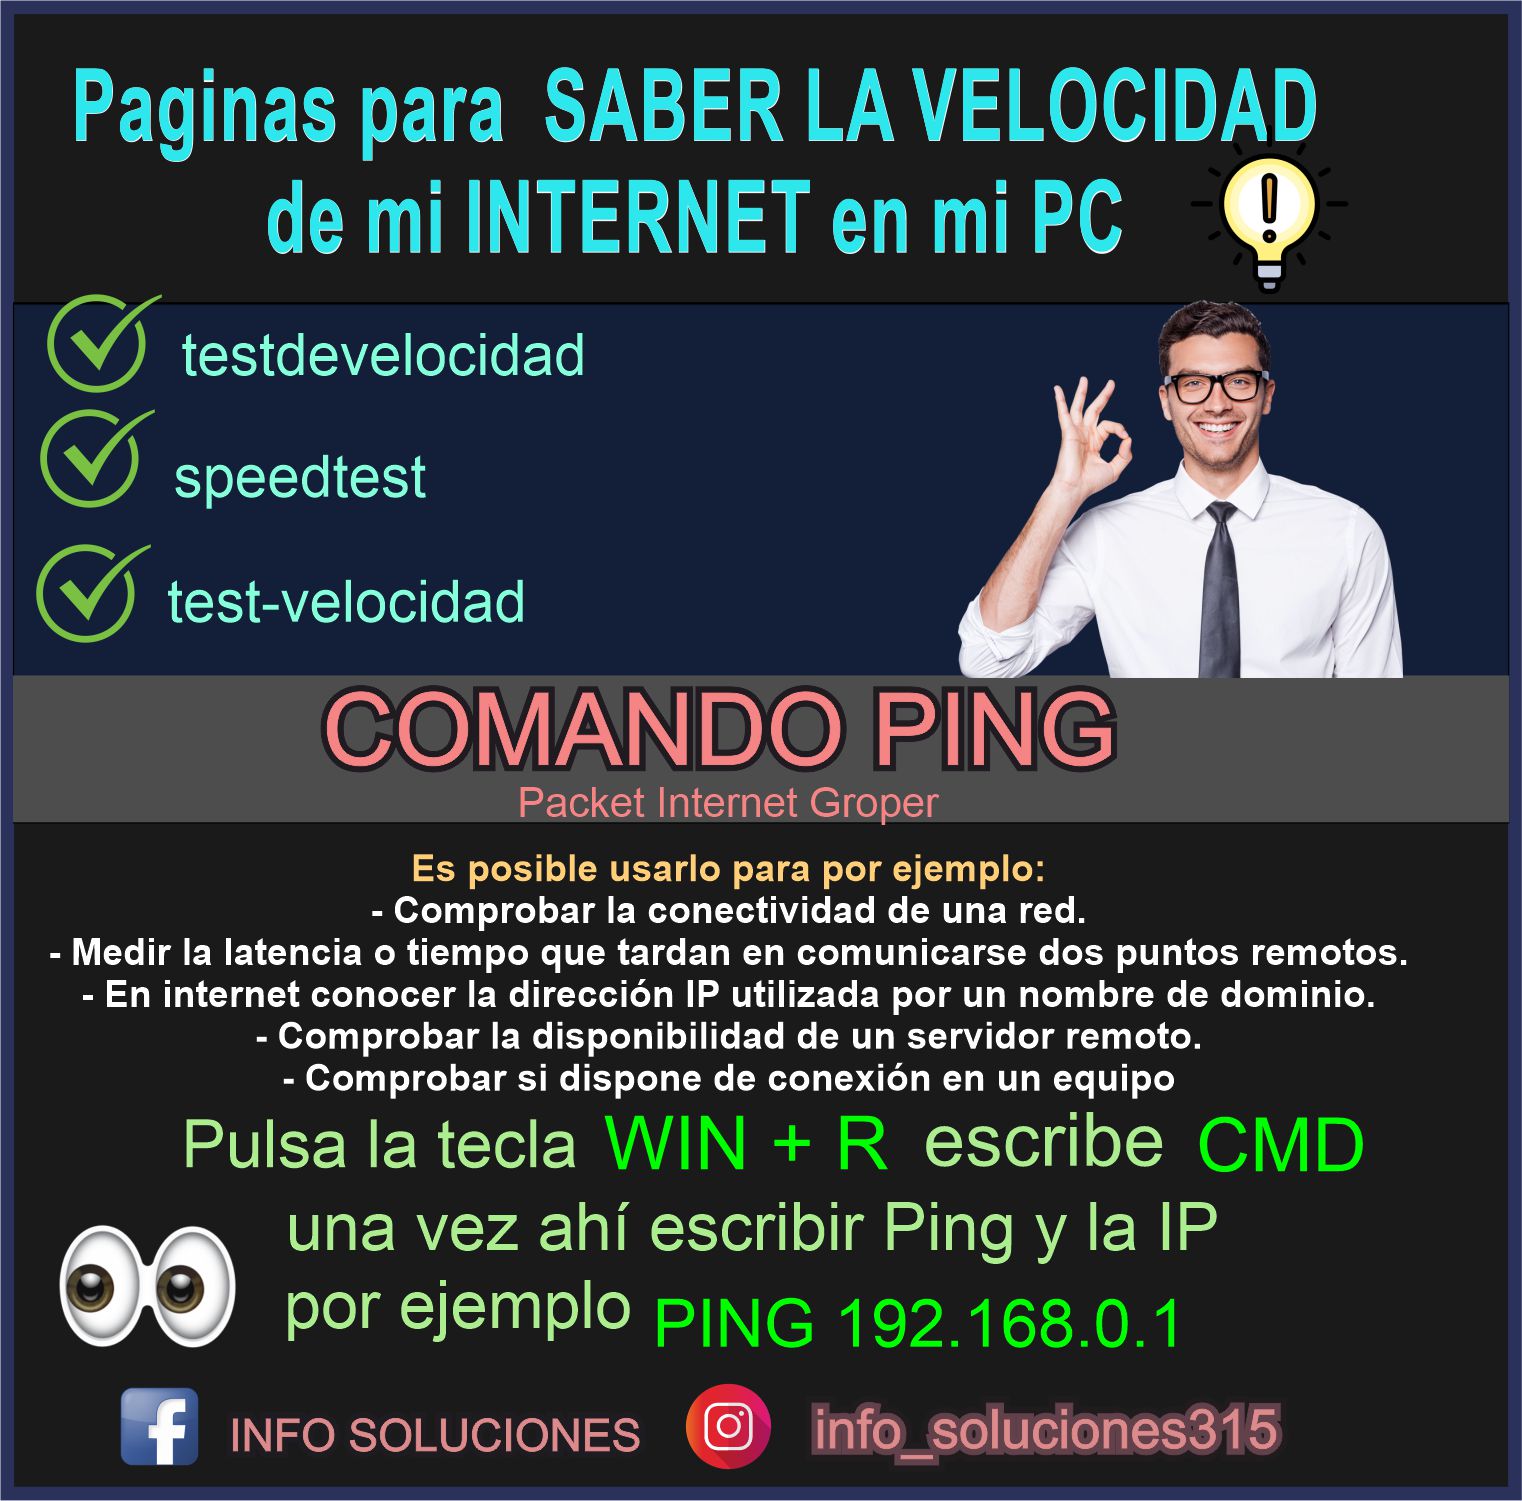 Paginas para SABER LA VELOCIDAD
de mi INTERNET en mi PC
testdevelocidad
speedtest
test-velocidad
COMANDO PING
Packet Internet Groper
Es posible usarlo para por ejemplo:
- Comprobar la conectividad de una red.
- Medir la latencia o tiempo que tardan en comunicarse dos puntos remotos.
- En internet conocer la dirección IP utilizada por un nombre de dominio.
- Comprobar la disponibilidad de un servidor remoto.
- Comprobar si dispone de conexión en un equipo
Pulsa la tecla WIN + R escribe CMD
una vez ahí escribir Ping y la IP
por ejemplo PING 192.168.0.1
INFO SOLUCIONES info_soluciones315